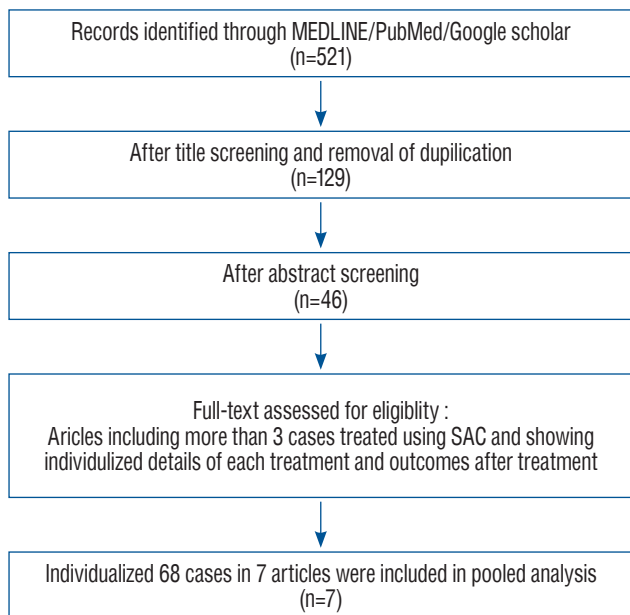 Records identified through MEDLINE/PubMed/Google scholar
(n=521)
After title screening and removal of dupilication
(n=129)
After abstract screening
(n=46)
Full-text assessed for eligiblity :
Aricles including more than 3 cases treated using SAC and showing
individulized details of each treatment and outcomes after treatment
Individualized 68 cases in 7 articles were included in pooled analysis
(n=7)